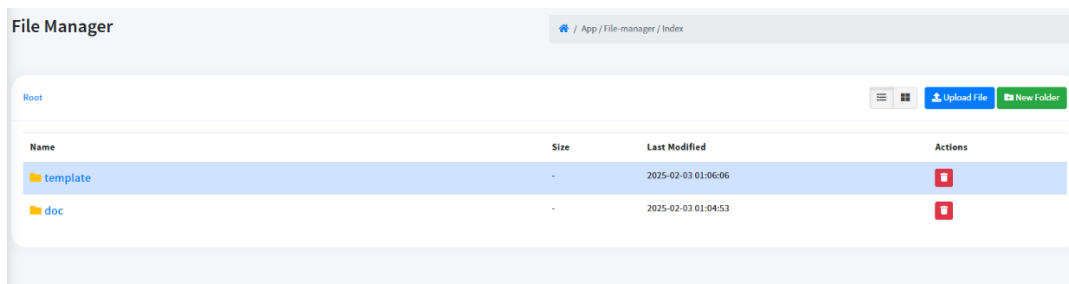 File Manager
/ App / File-manager / Index
Root
Upload File
New Folder
Name Size Last Modified Actions
template - 2025-02-03 01:06:06
doc - 2025-02-03 01:04:53